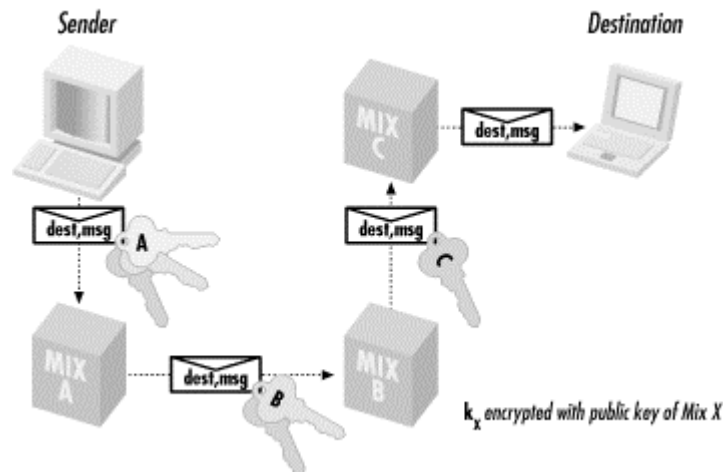 Sender
Destination
MIX
C
dest,msg
dest,msg
A
dest,msg
C
MIX
A
dest,msg
B
MIX
B
kx encrypted with public key of Mix X